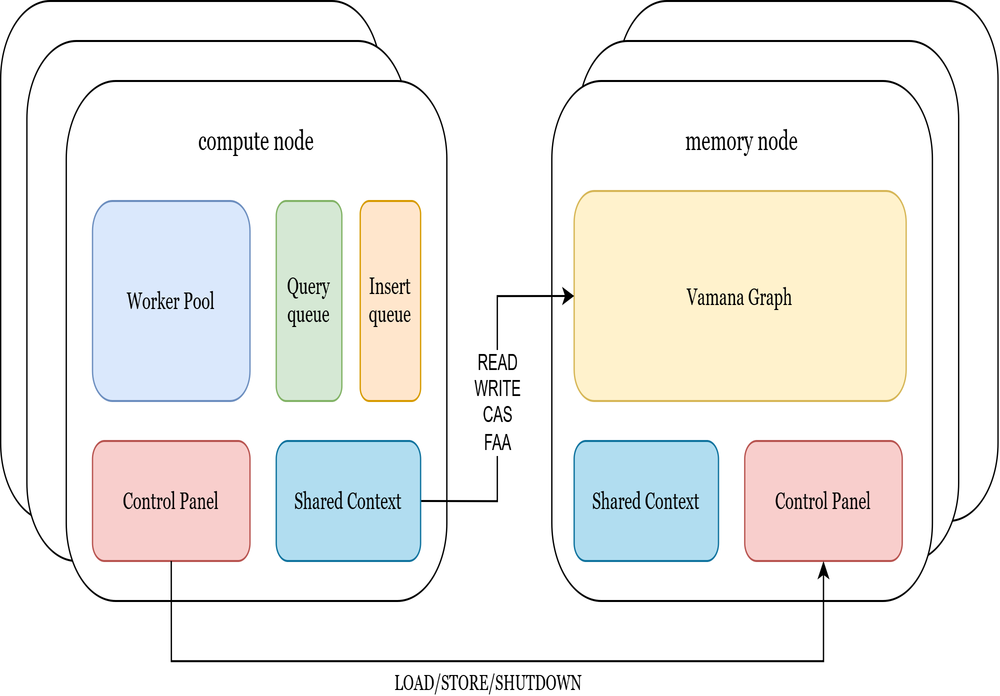 compute node
Worker Pool
Query
queue
Insert
queue
Control Panel
Shared Context
READ
WRITE
CAS
FAA
memory node
Vamana Graph
Shared Context
Control Panel
LOAD/STORE/SHUTDOWN